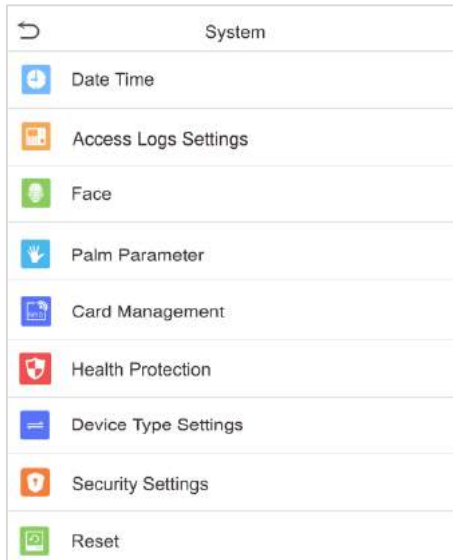 System
Date Time
Access Logs Settings
Face
Palm Parameter
Card Management
Health Protection
Device Type Settings
Security Settings
Reset